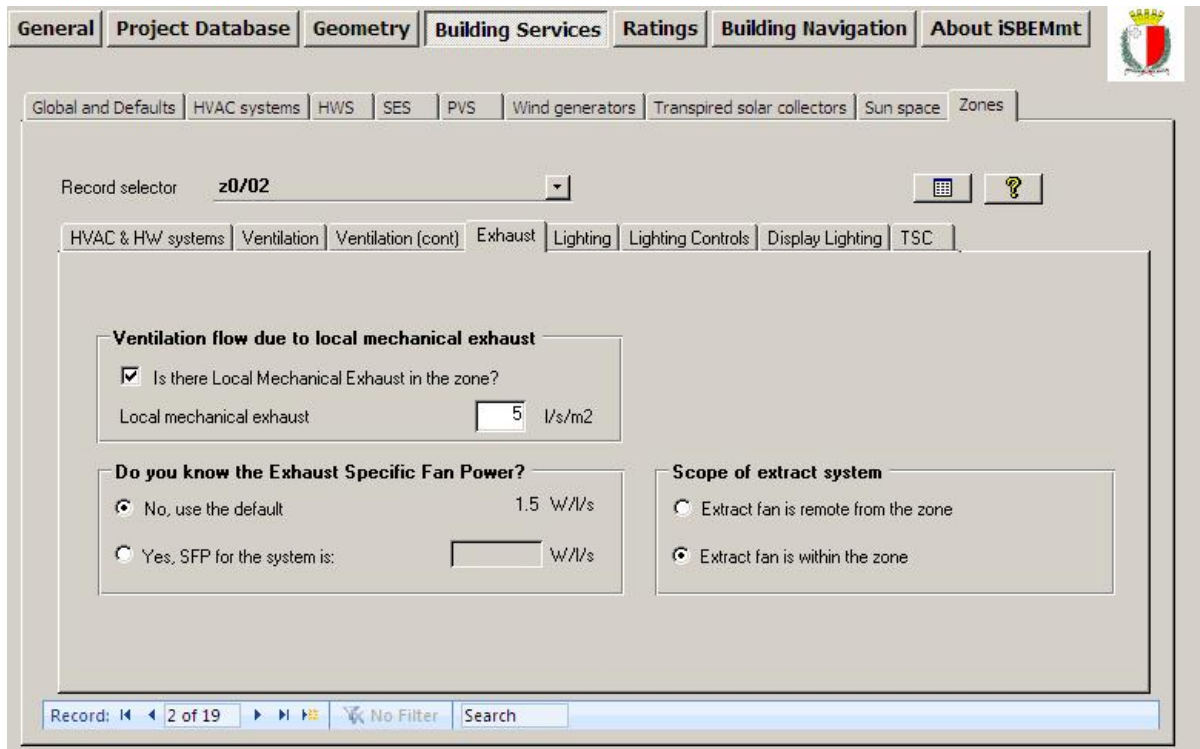 General Project Database Geometry Building Services Ratings Building Navigation About iSBEMmt
Global and Defaults HVAC systems HWS SES PVS Wind generators Transpired solar collectors Sun space Zones
Record selector z0/02
HVAC & HW systems Ventilation Ventilation (cont) Exhaust Lighting Lighting Controls Display Lighting TSC
Ventilation flow due to local mechanical exhaust
Is there Local Mechanical Exhaust in the zone?
Local mechanical exhaust 5 l/s/m2
Do you know the Exhaust Specific Fan Power? Scope of extract system
No, use the default 1.5 W/l/s Extract fan is remote from the zone
Yes, SFP for the system is: W/l/s Extract fan is within the zone
Record: 2 of 19 No Filter Search